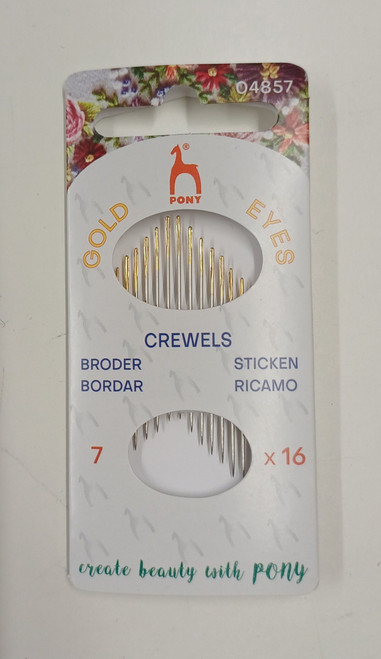 04857
®
PONY
GOLD EYES
CREWELS
BRODER STICKEN
BORDAR RICAMO
7 x 16
create beauty with PONY